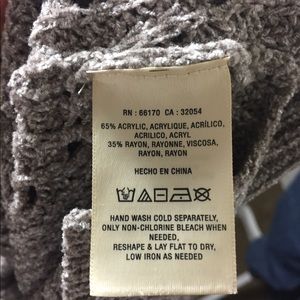 RN : 66170 CA : 32054
65% ACRYLIC, ACRYLIQUE, ACRÍLICO,
ACRILICO, ACRYL
35% RAYON, RAYONNE, VISCOSA,
RAYON, RAYON
HECHO EN CHINA
HAND WASH COLD SEPARATELY,
ONLY NON-CHLORINE BLEACH WHEN
NEEDED,
RESHAPE & LAY FLAT TO DRY,
LOW IRON AS NEEDED